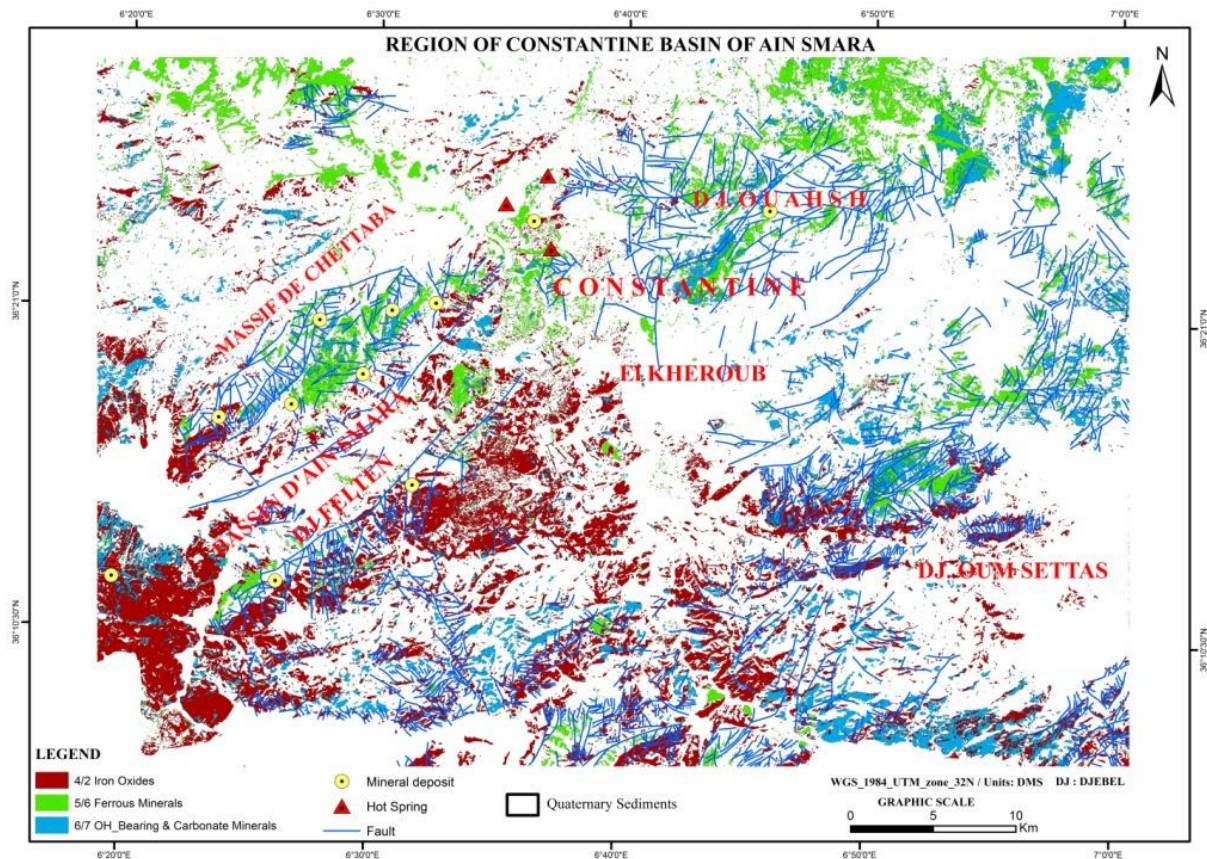 6°20'0"E 6°30'0"E 6°40'0"E 6°50'0"E 7°0'0"E
REGION OF CONSTANTINE BASIN OF AIN SMARA
N
DJ. OUAHSH
MASSIF DE CHETTABA
CONSTANTINE
36°21'0"N
36°21'0"N
ELKHEROUB
BASSIN D'AIN SMARA
DJ.FELTEN
DJ. OUM SETTAS
36°10'30"N
36°10'30"N
LEGEND
4/2 Iron Oxides
5/6 Ferrous Minerals
6/7 OH_Bearing & Carbonate Minerals
Mineral deposit
Hot Spring
Fault
Quaternary Sediments
WGS_1984_UTM_zone_32N / Units: DMS DJ : DJEBEL
GRAPHIC SCALE
0 5 10
Km
6°20'0"E 6°30'0"E 6°40'0"E 6°50'0"E 7°0'0"E